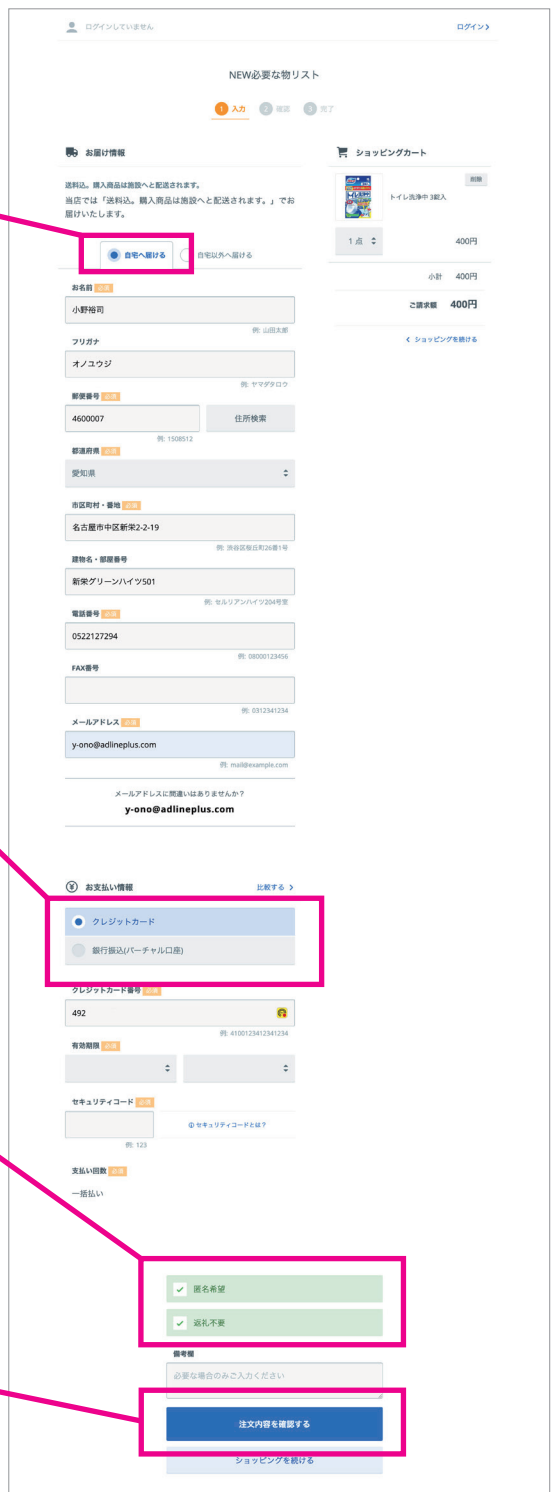 ログインしていません
ログイン
NEW必要な物リスト
1 入力 2 確認 3 完了
お届け情報
送料込。購入商品は施設へと配送されます。
当店では「送料込。購入商品は施設へと配送されます。」でお
届けいたします。
自宅へ届ける 自宅以外へ届ける
お名前 必須
小野裕司
例: 山田太郎
フリガナ
オノユウジ
例: ヤマダタロウ
郵便番号 必須
4600007 住所検索
例: 1508512
都道府県 必須
愛知県
市区町村・番地 必須
名古屋市中区新栄2-2-19
例: 渋谷区桜丘町26番1号
建物名・部屋番号
新栄グリーンハイツ501
例: セルリアンハイツ204号室
電話番号 必須
0522127294
例: 08000123456
FAX番号
例: 0312341234
メールアドレス 必須
y-ono@adlineplus.com
例: mail@example.com
メールアドレスに間違いはありませんか？
y-ono@adlineplus.com
ショッピングカート
削除
トイレ洗浄中 3錠入
1 点 400円
小計 400円
ご請求額 400円
ショッピングを続ける
お支払い情報 比較する
クレジットカード
銀行振込(バーチャル口座)
クレジットカード番号 必須
492
例: 4100123412341234
有効期限 必須
セキュリティコード 必須
セキュリティコードとは？
例: 123
支払い回数 必須
一括払い
匿名希望
返礼不要
備考欄
必要な場合のみご入力ください
注文内容を確認する
ショッピングを続ける